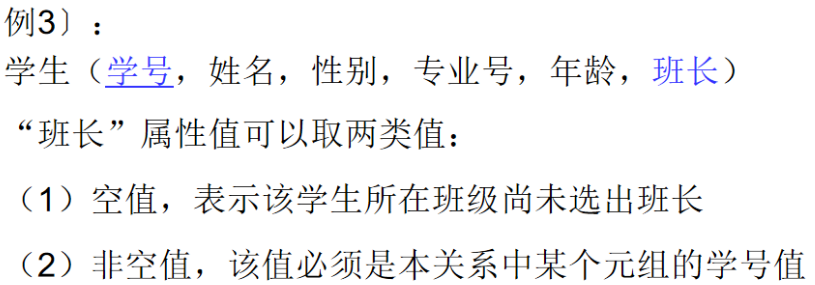 例3〕：
学生（学号，姓名，性别，专业号，年龄，班长）
“班长”属性值可以取两类值：
（1）空值，表示该学生所在班级尚未选出班长
（2）非空值，该值必须是本关系中某个元组的学号值